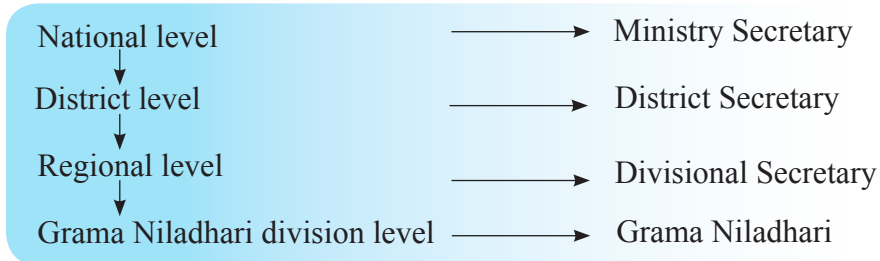 National level Ministry Secretary
District level District Secretary
Regional level Divisional Secretary
Grama Niladhari division level Grama Niladhari